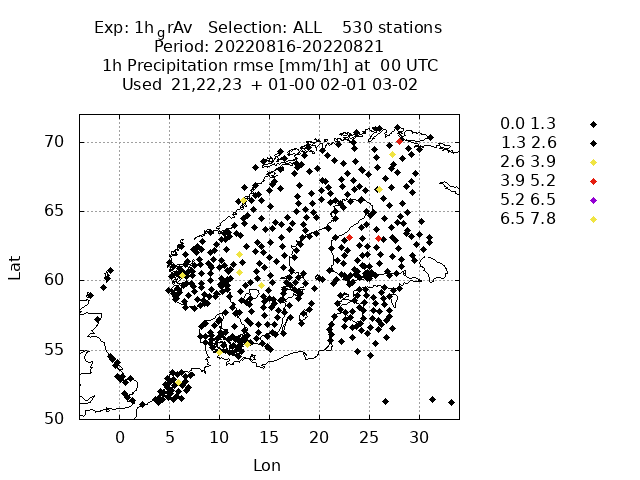 Exp: 1h grAv   Selection: ALL    530 stations
Period: 20220816-20220821
1h Precipitation rmse [mm/1h] at  00 UTC
Used  21,22,23  + 01-00 02-01 03-02
0.0 1.3
1.3 2.6
2.6 3.9
3.9 5.2
5.2 6.5
6.5 7.8
70
65
60
55
50
Lat
0 5 10 15 20 25 30
Lon